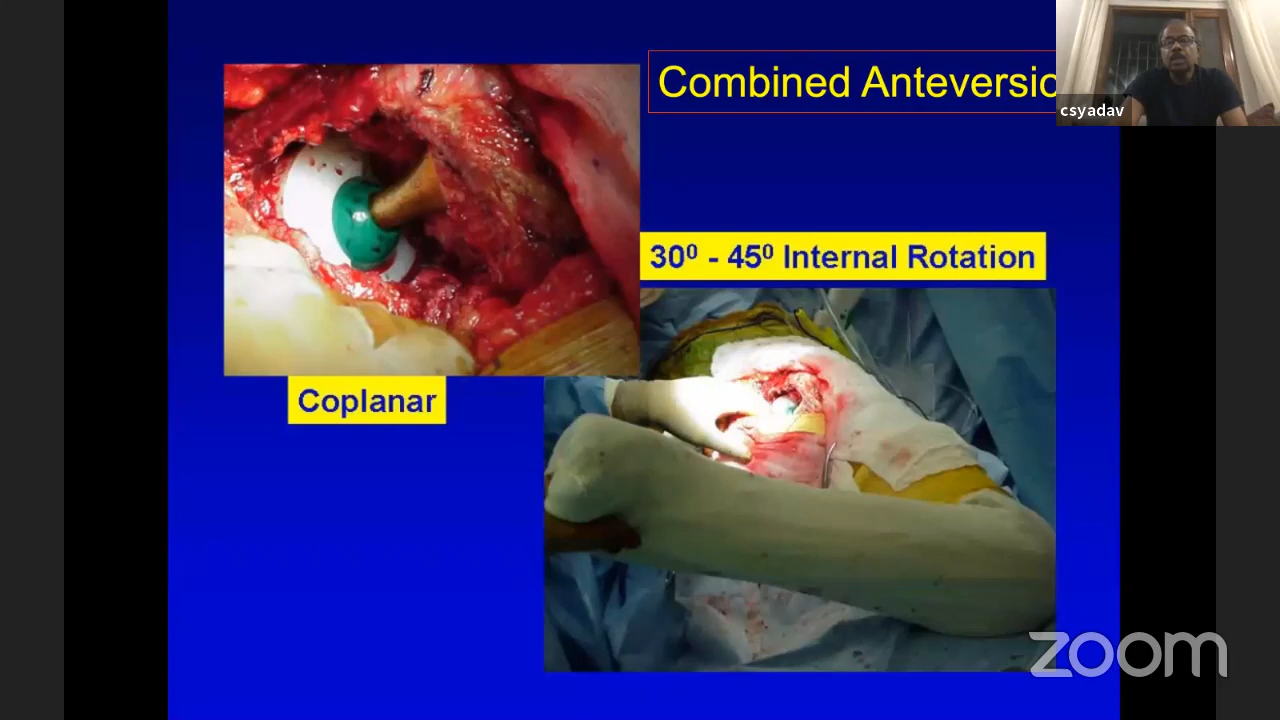 Combined Anteversio
csyadav
30⁰ - 45⁰ Internal Rotation
Coplanar
zoom